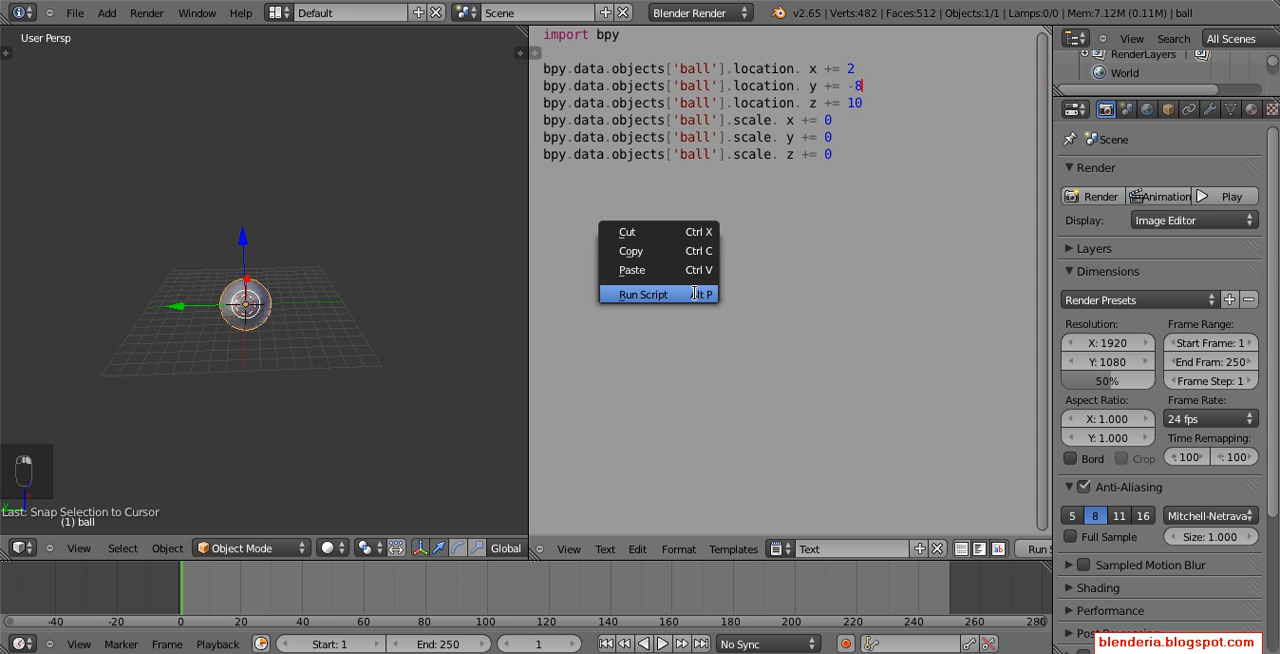 File Add Render Window Help Default Scene Blender Render v2.65 | Verts:482 | Faces:512 | Objects:1/1 | Lamps:0/0 | Mem:7.12M (0.11M) | ball
User Persp
import bpy
bpy.data.objects['ball'].location. x += 2
bpy.data.objects['ball'].location. y += -8
bpy.data.objects['ball'].location. z += 10
bpy.data.objects['ball'].scale. x += 0
bpy.data.objects['ball'].scale. y += 0
bpy.data.objects['ball'].scale. z += 0
Cut Ctrl X
Copy Ctrl C
Paste Ctrl V
Run Script Alt P
Last: Snap Selection to Cursor
(1) ball
View Select Object Object Mode Global
View Text Edit Format Templates Text Run S
View Search All Scenes
RenderLayers
World
Scene
Render
Render Animation Play
Display: Image Editor
Layers
Dimensions
Render Presets
Resolution: Frame Range:
X: 1920 Start Frame: 1
Y: 1080 End Fram: 250
50% Frame Step: 1
Aspect Ratio: Frame Rate:
X: 1.000 24 fps
Y: 1.000 Time Remapping:
Bord Crop : 100 : 100
Anti-Aliasing
5 8 11 16 Mitchell-Netrava
Full Sample Size: 1.000
Sampled Motion Blur
Shading
Performance
-40 -20 0 20 40 60 80 100 120 140 160 180 200 220 240 260 280
View Marker Frame Playback Start: 1 End: 250 1 No Sync
blenderia.blogspot.com